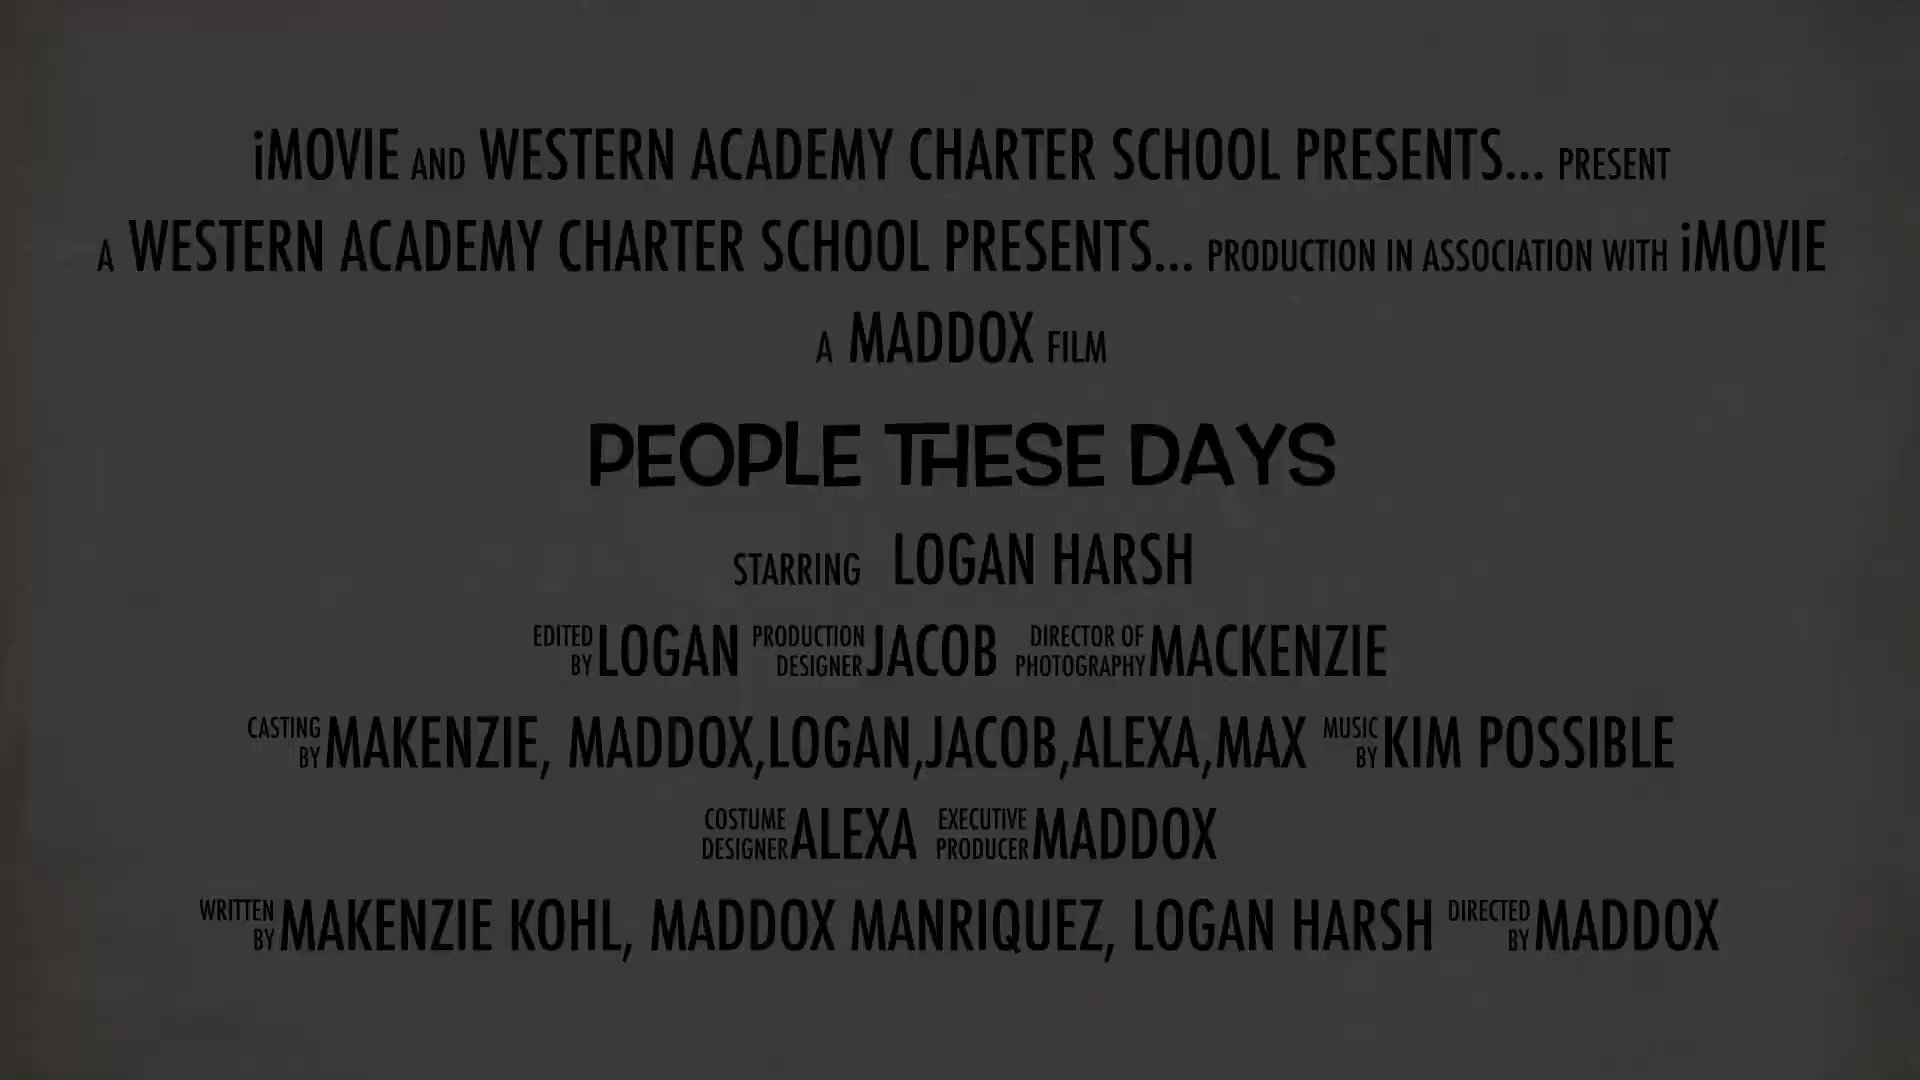 iMOVIE AND WESTERN ACADEMY CHARTER SCHOOL PRESENTS... PRESENT
A WESTERN ACADEMY CHARTER SCHOOL PRESENTS... PRODUCTION IN ASSOCIATION WITH iMOVIE
A MADDOX FILM
PEOPLE THESE DAYS
STARRING LOGAN HARSH
EDITED BY LOGAN PRODUCTION DESIGNER JACOB DIRECTOR OF PHOTOGRAPHY MACKENZIE
CASTING BY MAKENZIE, MADDOX,LOGAN,JACOB,ALEXA,MAX MUSIC BY KIM POSSIBLE
COSTUME DESIGNER ALEXA EXECUTIVE PRODUCER MADDOX
WRITTEN BY MAKENZIE KOHL, MADDOX MANRIQUEZ, LOGAN HARSH DIRECTED BY MADDOX